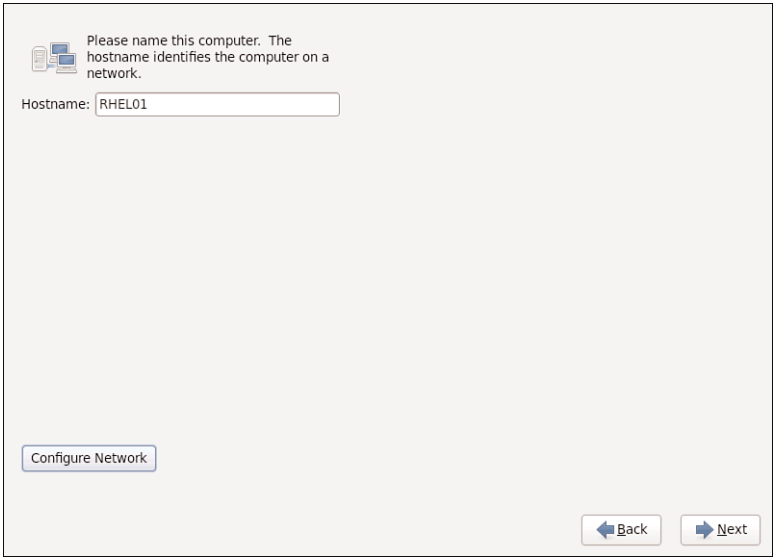 Please name this computer.  The
hostname identifies the computer on a
network.
Hostname: RHEL01
Configure Network
Back Next